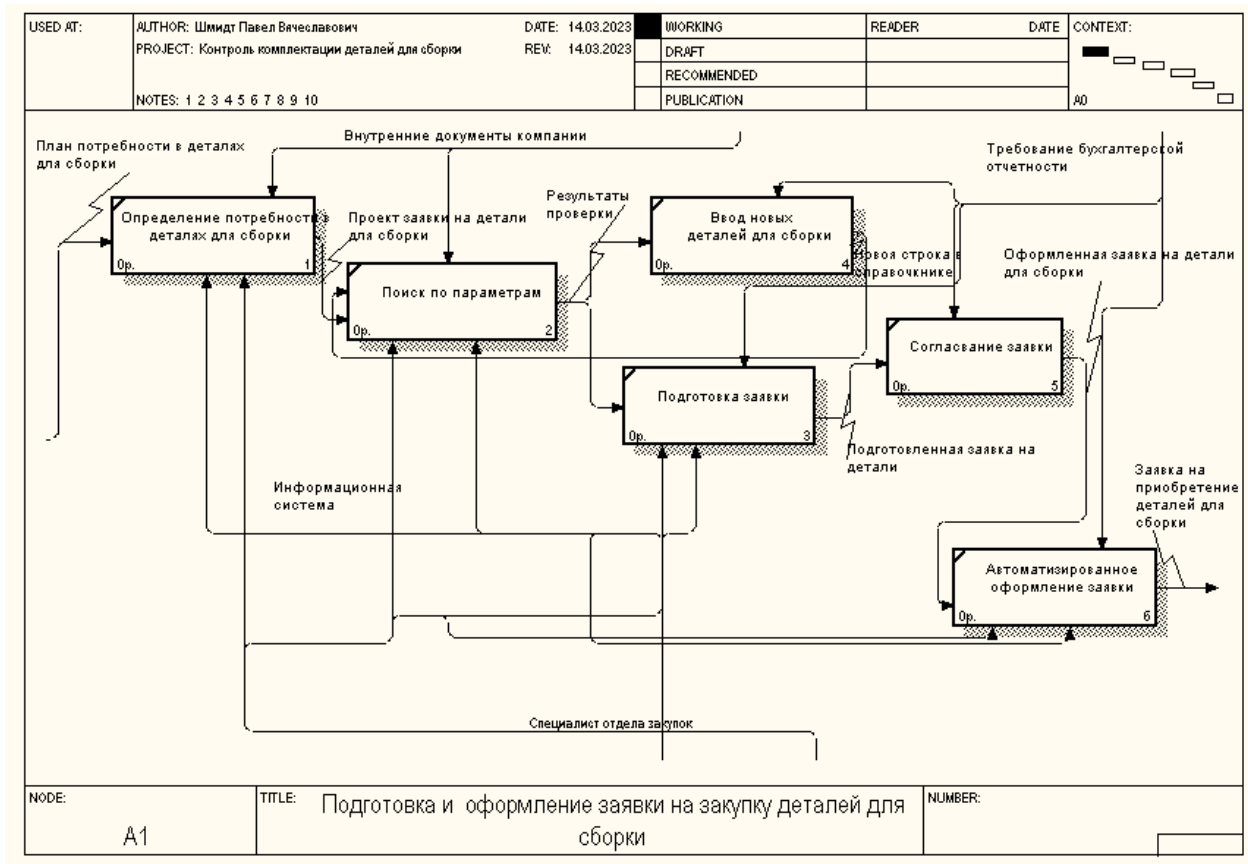 USED AT:
AUTHOR: Шмидт Павел Вячеславович
DATE: 14.03.2023
PROJECT: Контроль комплектации деталей для сборки
REV: 14.03.2023
NOTES: 1 2 3 4 5 6 7 8 9 10
WORKING
DRAFT
RECOMMENDED
PUBLICATION
READER
DATE
CONTEXT:
A0
План потребности в деталях
для сборки
Внутренние документы компании
Требование бухгалтерской
отчетности
Определение потребности в
деталях для сборки
0р.
1
Проект заявки на детали
для сборки
Результаты
проверки
Ввод новых
деталей для сборки
0р.
4
строка в
справочнике
Оформленная заявка на детали
для сборки
Поиск по параметрам
0р.
2
Согласвание заявки
0р.
5
Подготовка заявки
0р.
3
Подготовленная заявка на
детали
Информационная
система
Заявка на
приобретение
деталей для
сборки
Автоматизированное
оформление заявки
0р.
6
Специалист отдела закупок
NODE:
A1
TITLE:
Подготовка и оформление заявки на закупку деталей для
сборки
NUMBER: